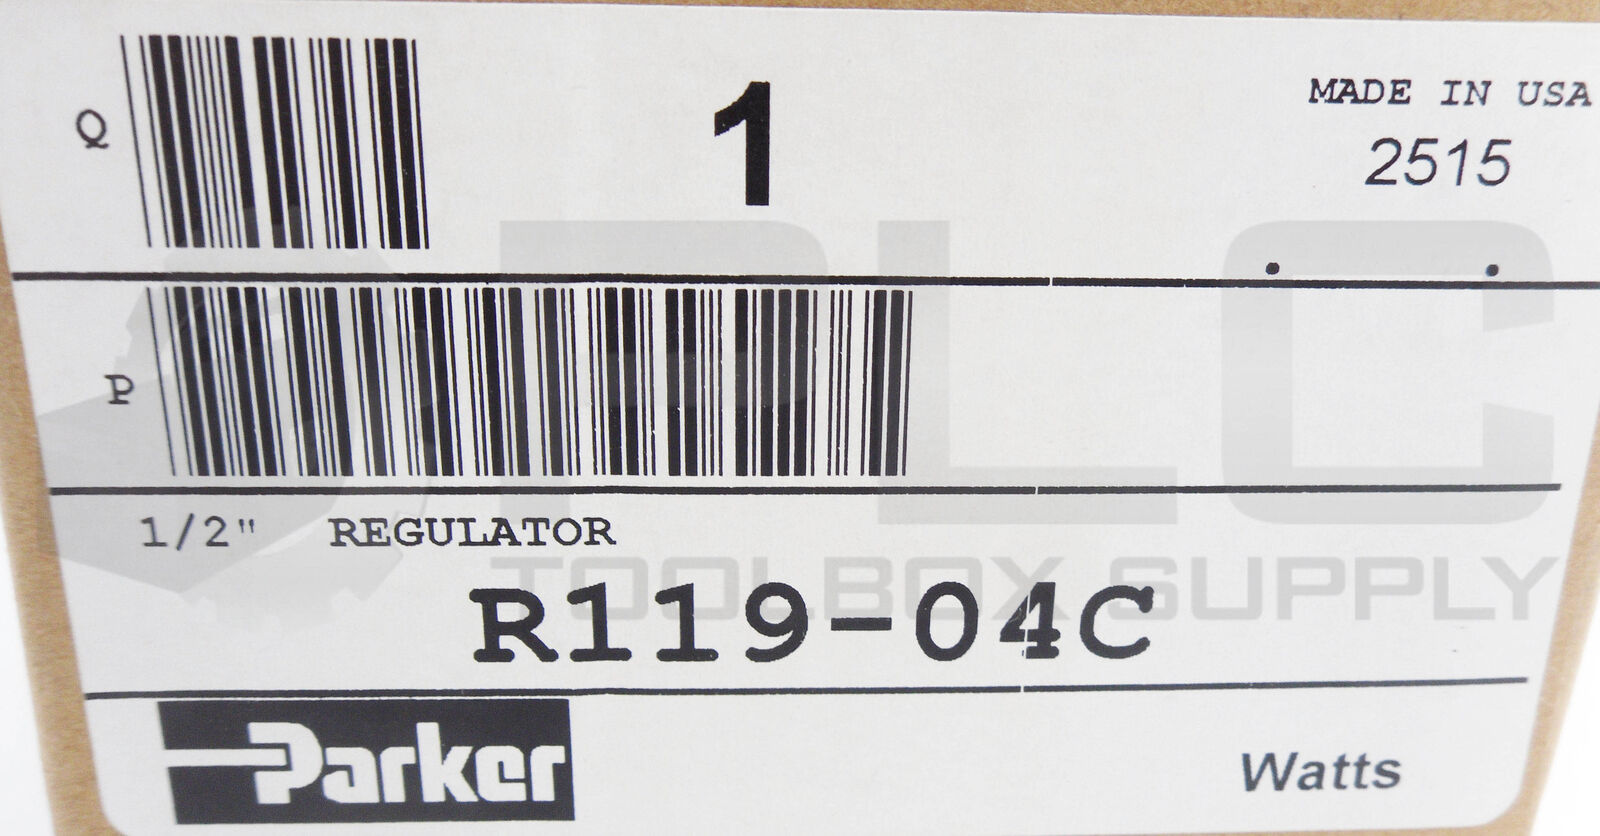 Q
1
MADE IN USA
2515
P
1/2" REGULATOR
R119-04C
Parker
Watts
PLC
TOOLBOX SUPPLY